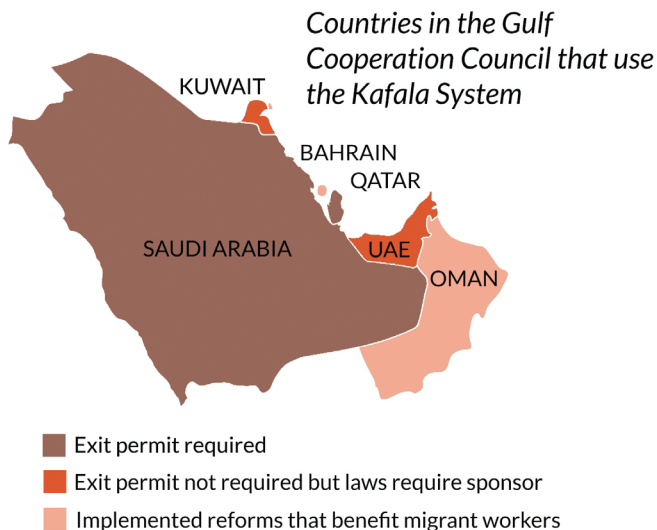 Countries in the Gulf
Cooperation Council that use
the Kafala System
KUWAIT
BAHRAIN
QATAR
SAUDI ARABIA
UAE
OMAN
Exit permit required
Exit permit not required but laws require sponsor
Implemented reforms that benefit migrant workers